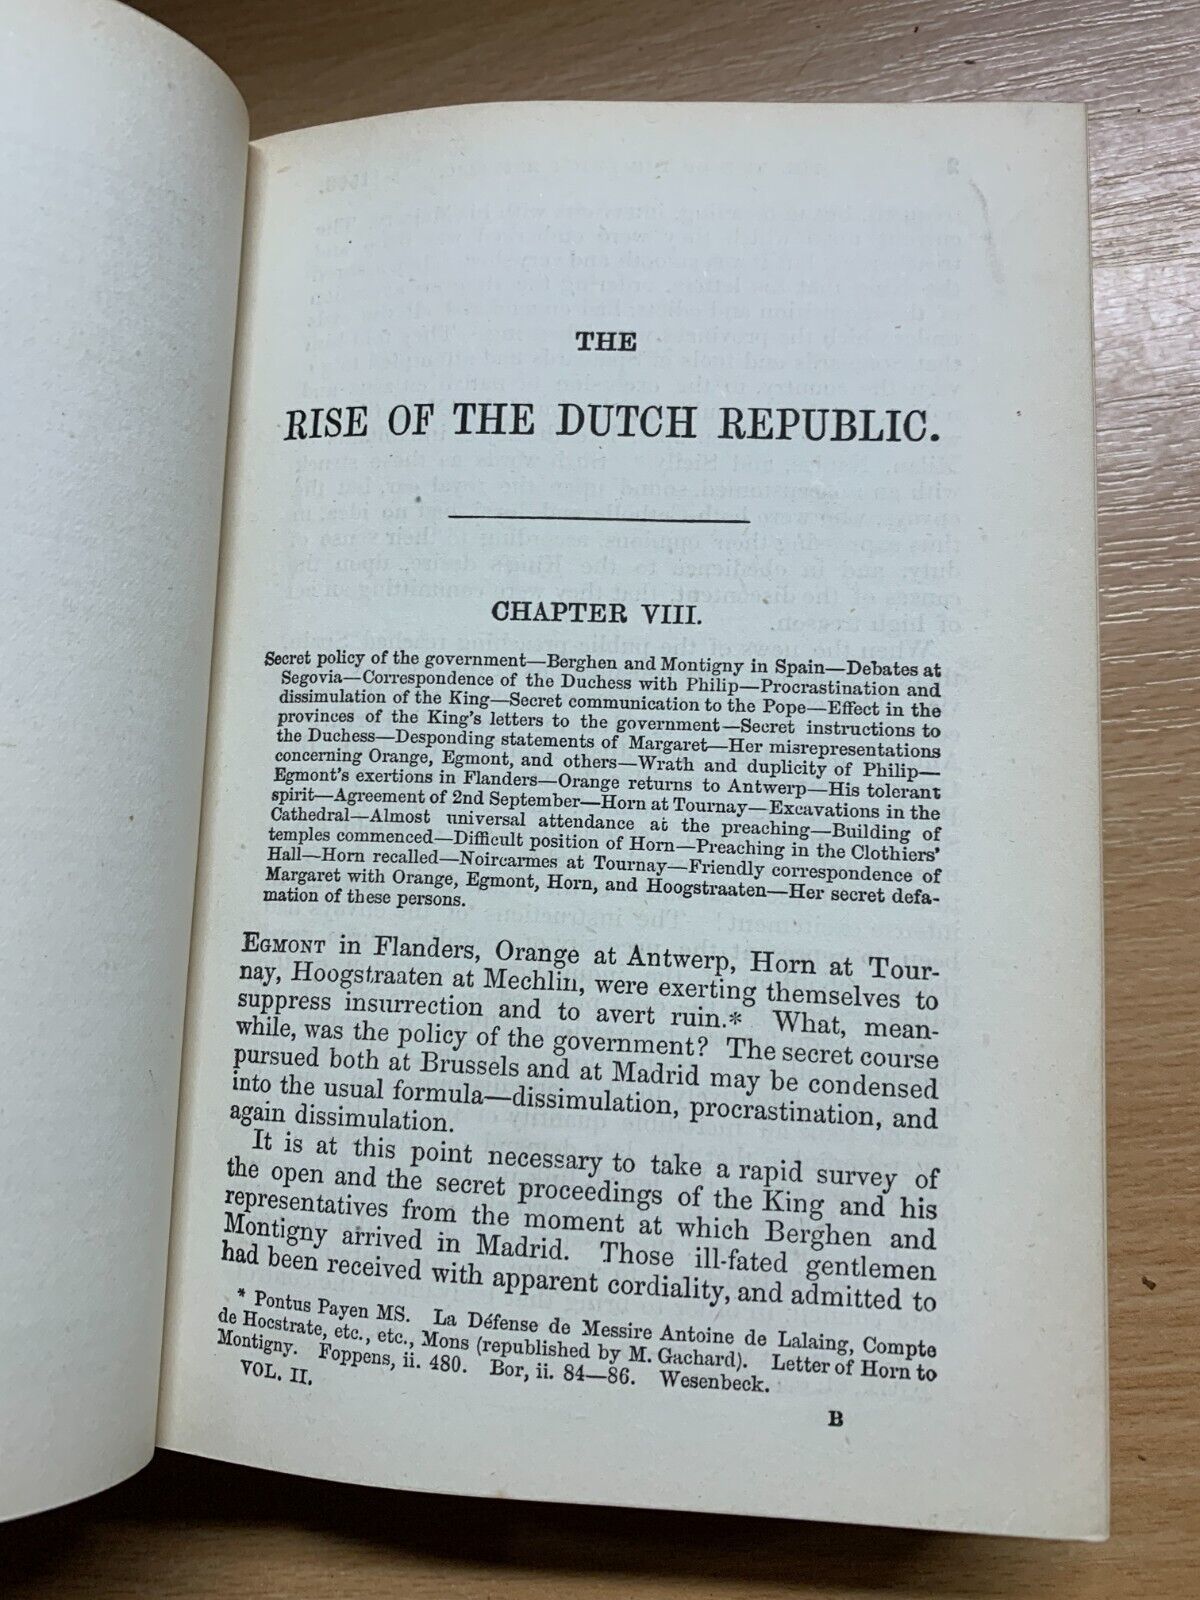 THE
RISE OF THE DUTCH REPUBLIC.
CHAPTER VIII.
Secret policy of the government—Berghen and Montigny in Spain—Debates at
Segovia—Correspondence of the Duchess with Philip—Procrastination and
dissimulation of the King—Secret communication to the Pope—Effect in the
provinces of the King's letters to the government—Secret instructions to
the Duchess—Desponding statements of Margaret—Her misrepresentations
concerning Orange, Egmont, and others—Wrath and duplicity of Philip—
Egmont's exertions in Flanders—Orange returns to Antwerp—His tolerant
spirit—Agreement of 2nd September—Horn at Tournay—Excavations in the
Cathedral—Almost universal attendance at the preaching—Building of
temples commenced—Difficult position of Horn—Preaching in the Clothiers'
Hall—Horn recalled—Noircarmes at Tournay—Friendly correspondence of
Margaret with Orange, Egmont, Horn, and Hoogstraaten—Her secret defa-
mation of these persons.
EGMONT in Flanders, Orange at Antwerp, Horn at Tour-
nay, Hoogstraaten at Mechlin, were exerting themselves to
suppress insurrection and to avert ruin.* What, mean-
while, was the policy of the government? The secret course
pursued both at Brussels and at Madrid may be condensed
into the usual formula—dissimulation, procrastination, and
again dissimulation.
It is at this point necessary to take a rapid survey of
the open and the secret proceedings of the King and his
representatives from the moment at which Berghen and
Montigny arrived in Madrid. Those ill-fated gentlemen
had been received with apparent cordiality, and admitted to
* Pontus Payen MS. La Défense de Messire Antoine de Lalaing, Compte
de Hocstrate, etc., etc., Mons (republished by M. Gachard). Letter of Horn to
Montigny. Foppens, ii. 480. Bor, ii. 84—86. Wesenbeck.
VOL. II.
B